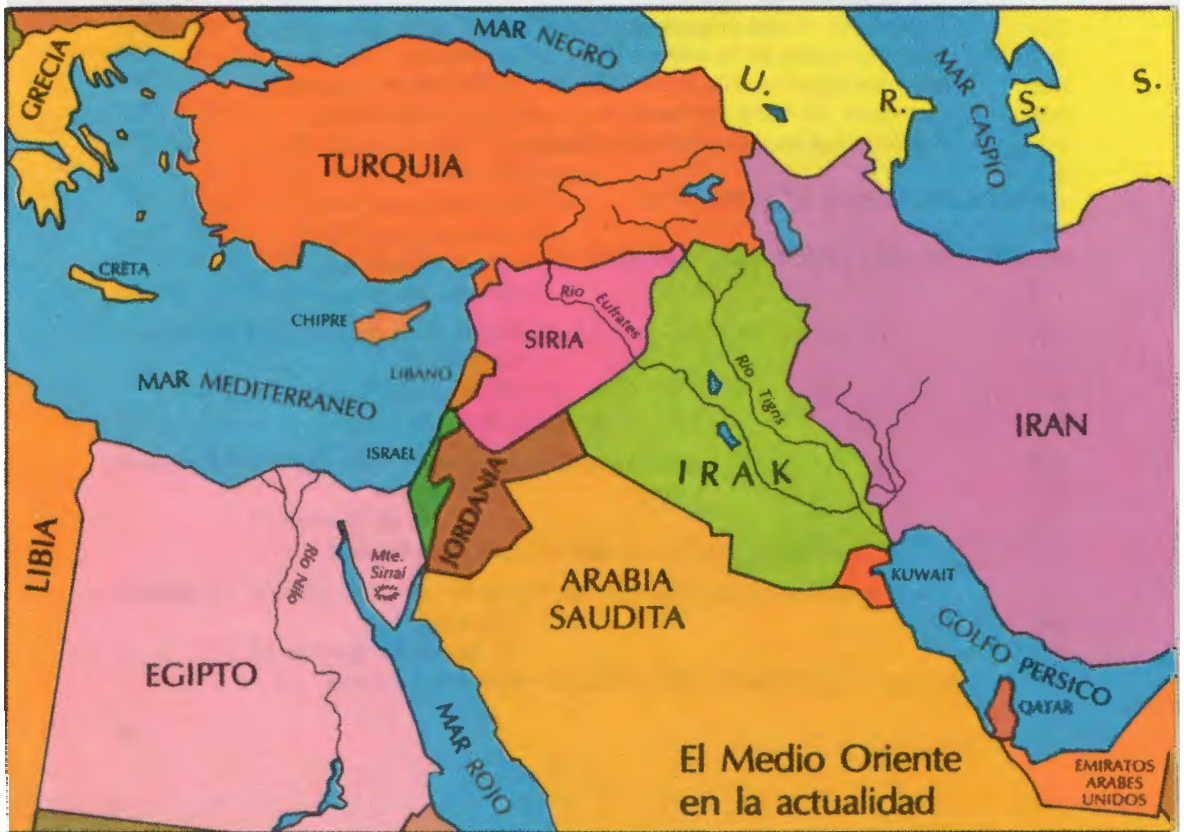 MAR NEGRO
GRECIA
U. R. S. S.
MAR CASPIO
TURQUIA
CRETA
CHIPRE
Rio Eufrates
SIRIA
LIBANO
MAR MEDITERRANEO
Rio Tigris
IRAN
ISRAEL
IRAK
JORDANIA
LIBIA
Río Nilo
Mte.
Sinaí
KUWAIT
ARABIA
SAUDITA
GOLFO PERSICO
EGIPTO
QATAR
MAR ROJO
El Medio Oriente
en la actualidad
EMIRATOS
ARABES
UNIDOS